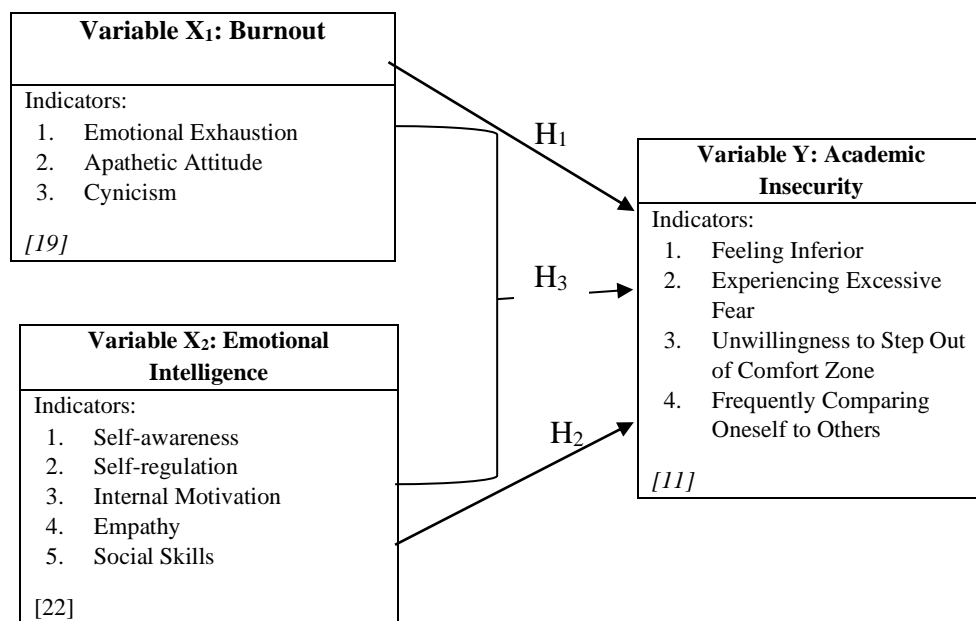 Variable X₁: Burnout
Indicators:
1. Emotional Exhaustion
2. Apathetic Attitude
3. Cynicism
[19]
Variable X₂: Emotional
Intelligence
Indicators:
1. Self-awareness
2. Self-regulation
3. Internal Motivation
4. Empathy
5. Social Skills
[22]
H₁
H₃
H₂
Variable Y: Academic
Insecurity
Indicators:
1. Feeling Inferior
2. Experiencing Excessive
Fear
3. Unwillingness to Step Out
of Comfort Zone
4. Frequently Comparing
Oneself to Others
[11]